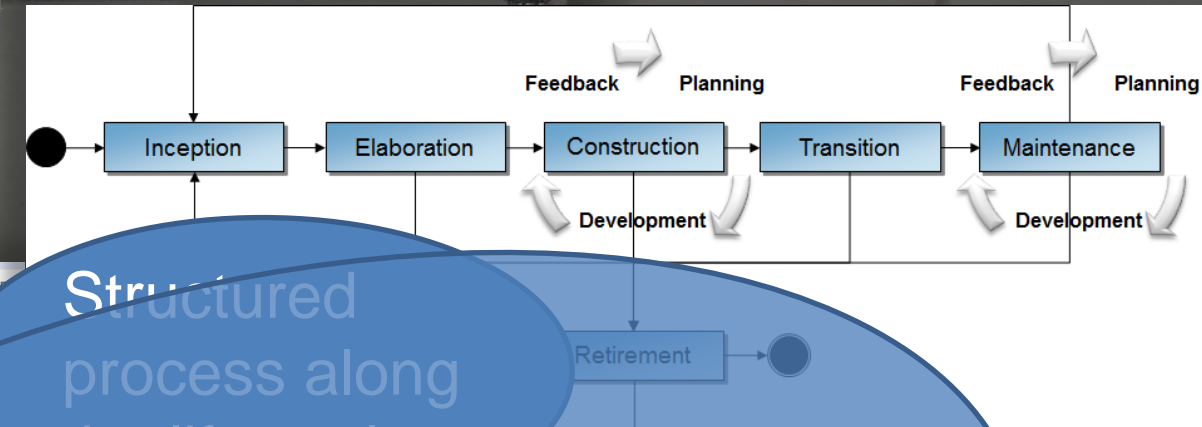 Feedback Planning Feedback Planning
Inception Elaboration Construction Transition Maintenance
Development Development
Structured
Retirement
process along